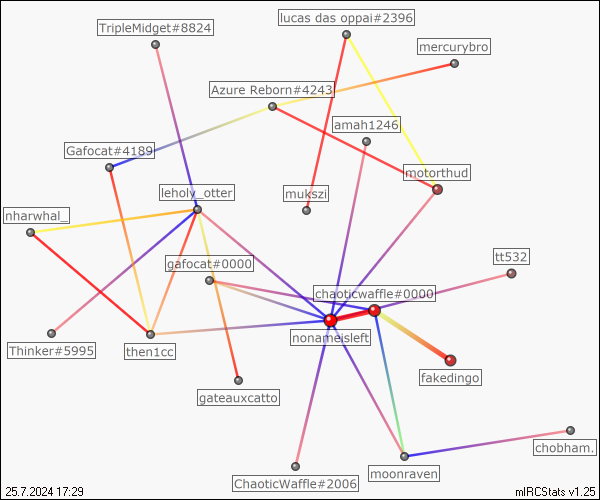 lucas das oppai#2396
TripleMidget#8824
mercurybro
Azure Reborn#4243
amah1246
Gafocat#4189
motorthud
leholy_otter
mukszi
nharwhal_
tt532
gafocat#0000
chaoticwaffle#0000
nonameisleft
Thinker#5995
then1cc
fakedingo
gateauxcatto
chobham.
moonraven
ChaoticWaffle#2006
25.7.2024 17:29
mIRCStats v1.25